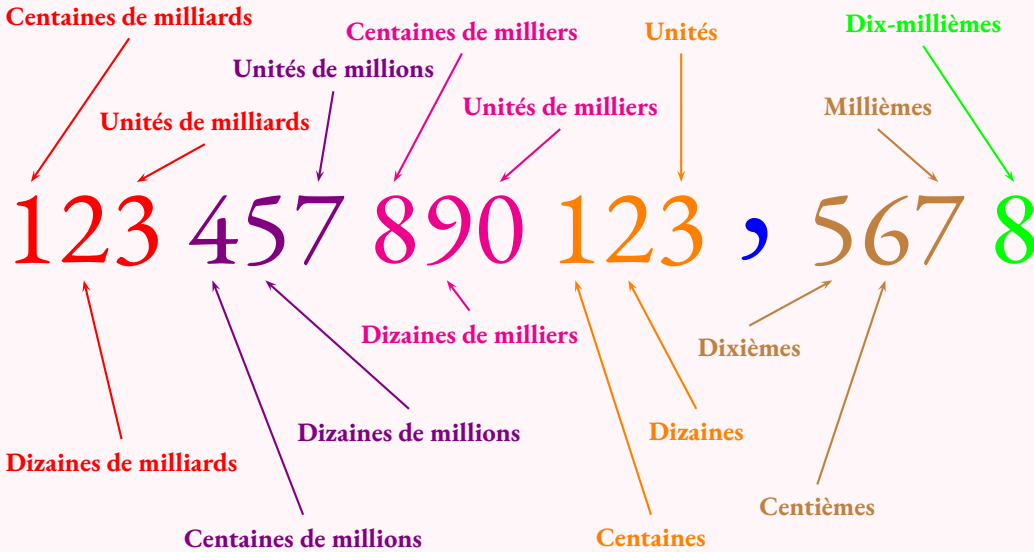 Centaines de milliards
Centaines de milliers
Unités
Dix-millièmes
Unités de millions
Unités de milliards
Unités de milliers
Millièmes
123 457 890 123 , 567 8
Dizaines de milliers
Dixièmes
Dizaines de millions
Dizaines
Dizaines de milliards
Centièmes
Centaines de millions
Centaines